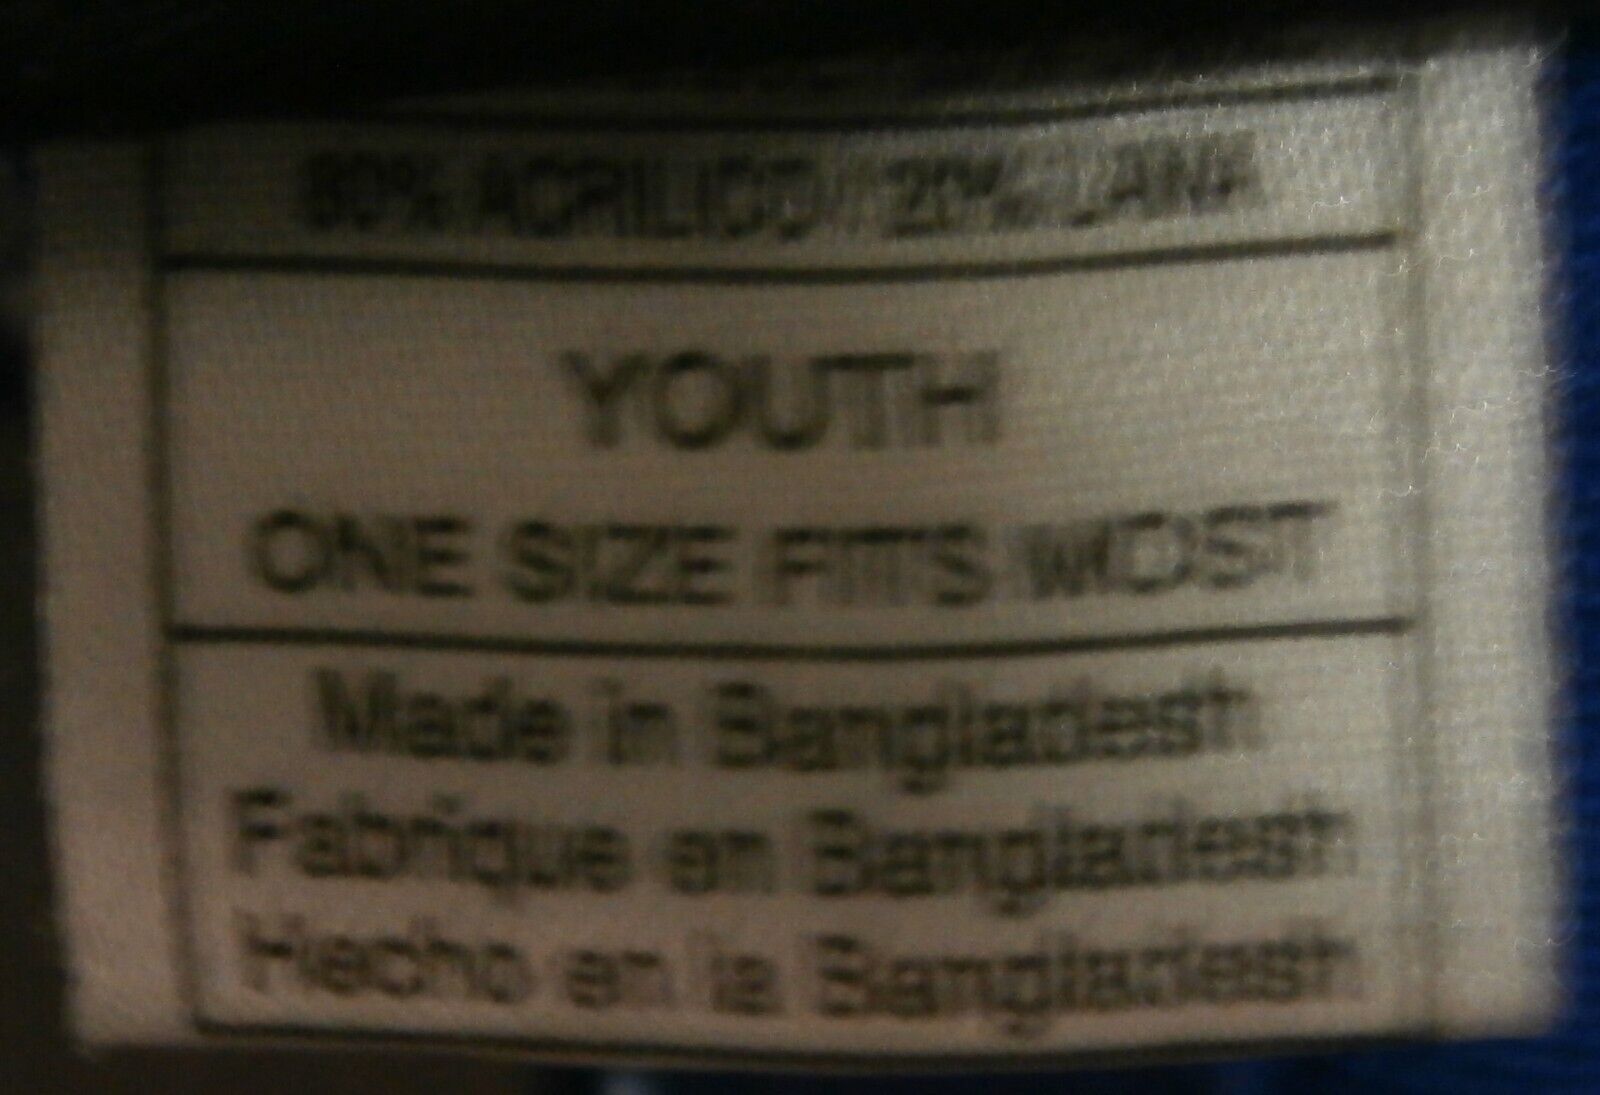 80% ACRILICO / 20% LANA
YOUTH
ONE SIZE FITS MOST
Made in Bangladesh
Fabrique en Bangladesh
Hecho en la Bangladesh